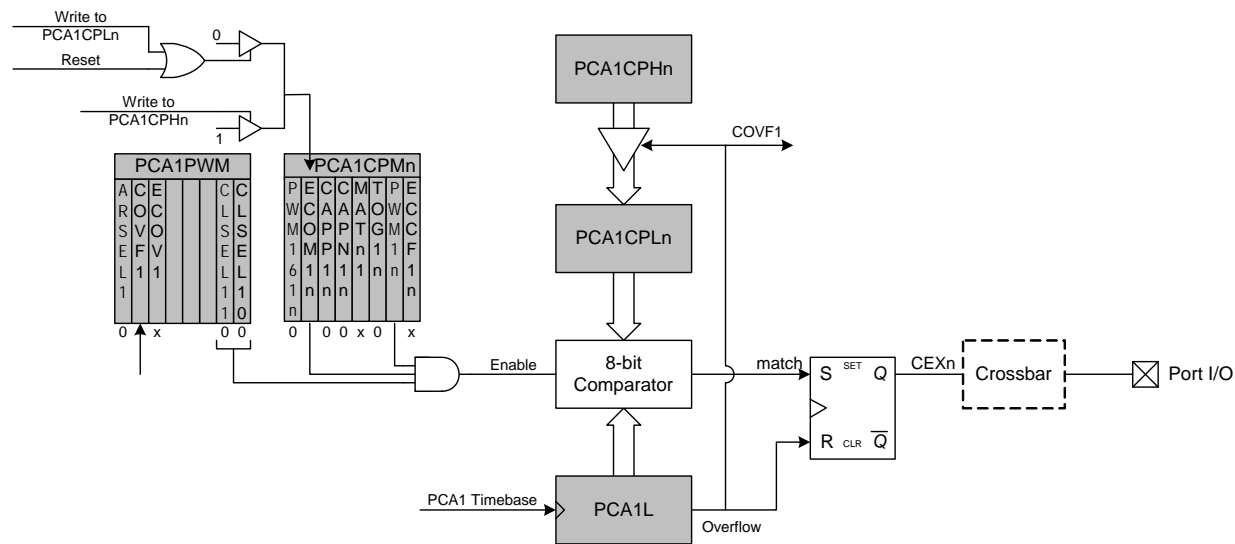 Write to
PCA1CPLn
Reset
0
Write to
PCA1CPHn
1
PCA1PWM
ARSEL1
COVF1
ECOV1
CLSEL11
CLSEL10
0 x 0 0
PCA1CPMn
PWM161n
ECOM1n
CAPP1n
CAPN1n
MATn1
TOG1n
PWM1n
ECCF1n
0 0 0 x 0 x
Enable
PCA1CPHn
COVF1
PCA1CPLn
8-bit
Comparator
match
S SET Q
R CLR Q
CEXn
Crossbar
Port I/O
PCA1 Timebase
PCA1L
Overflow